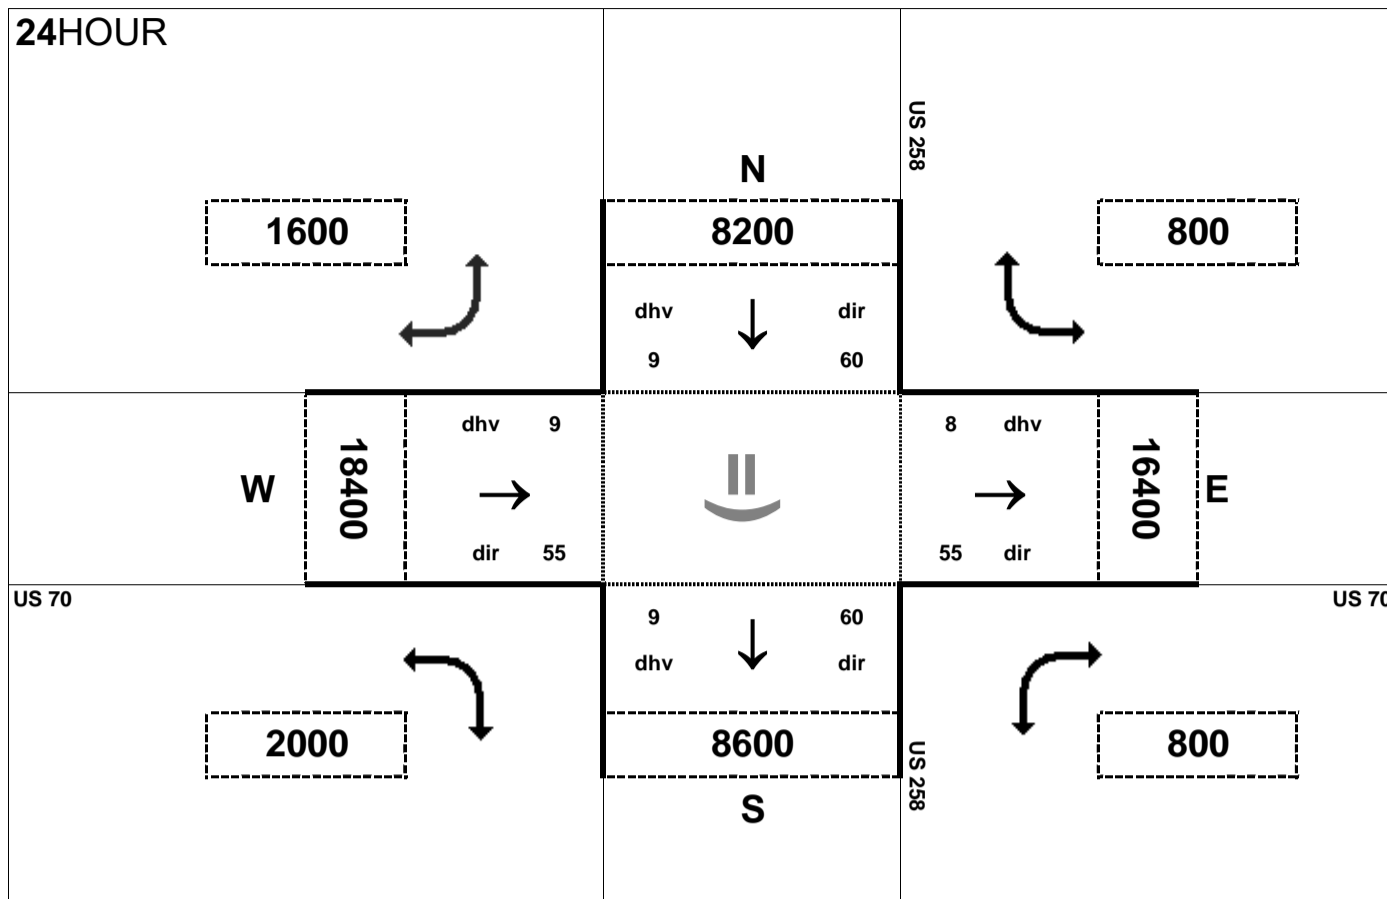 24HOUR
US 258
N
1600
8200
800
dhv
dir
9
60
dhv 9
8 dhv
W
18400
16400
E
dir 55
55 dir
US 70
US 70
9
60
dhv
dir
2000
8600
800
US 258
S